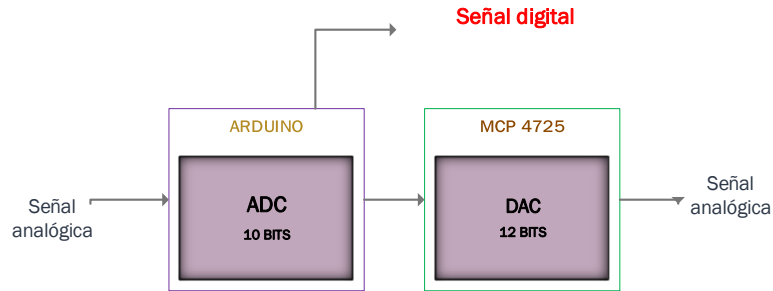 Señal digital
ARDUINO
MCP 4725
Señal
analógica
ADC
10 BITS
DAC
12 BITS
Señal
analógica